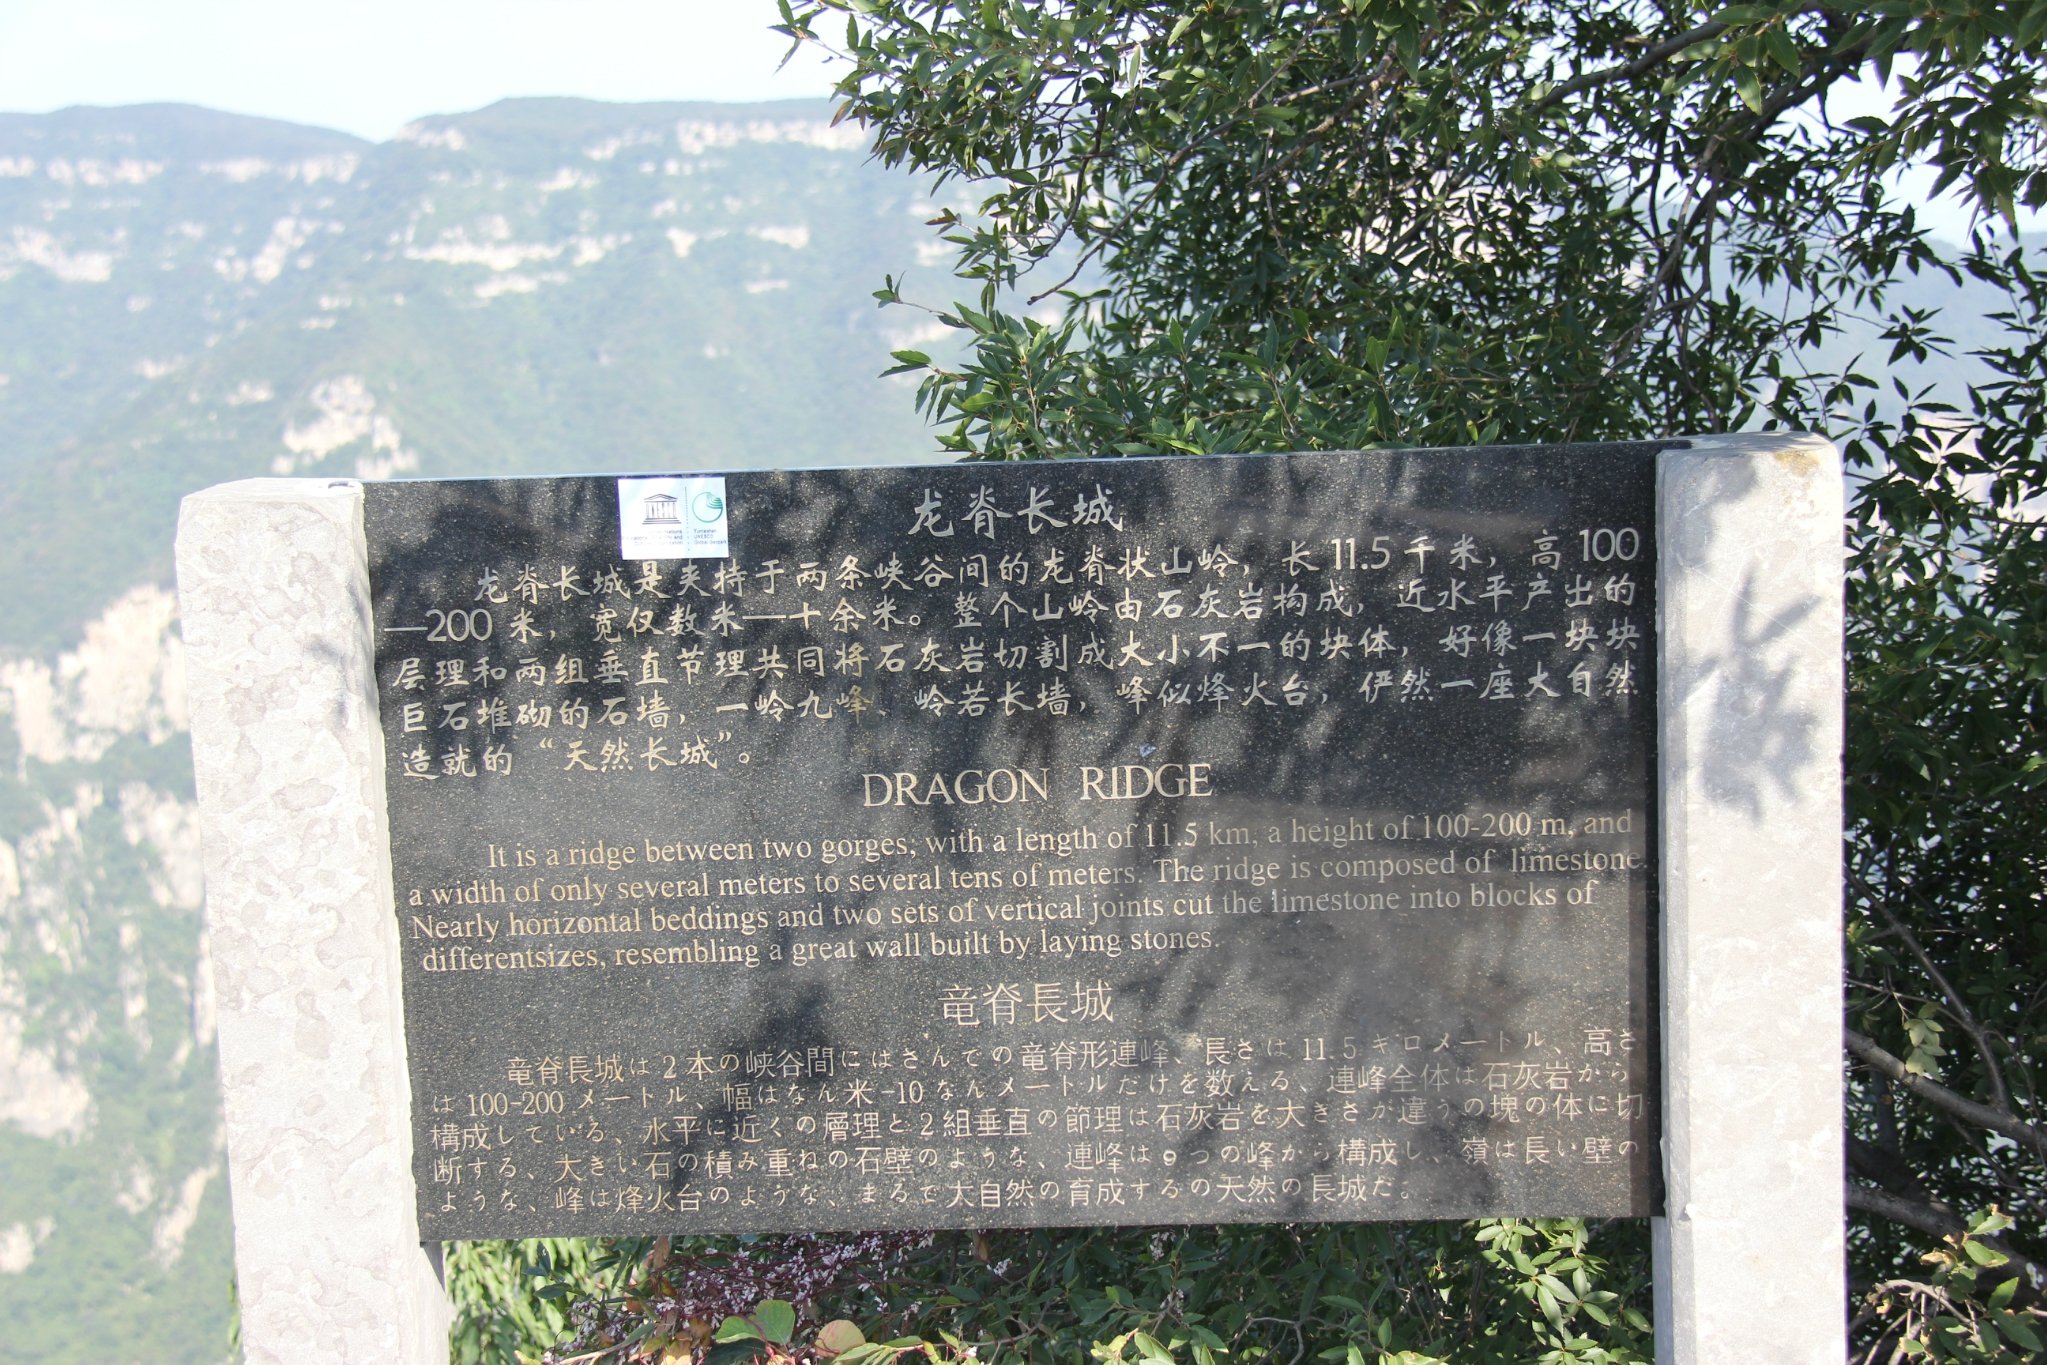 龙脊长城
龙脊长城是夹持于两条峡谷间的龙脊状山岭，长11.5千米，高100
—200米，宽仅数米—十余米。整个山岭由石灰岩构成，近水平产出的
层理和两组垂直节理共同将石灰岩切割成大小不一的块体，好像一块块
巨石堆砌的石墙，一岭九峰、岭若长墙，峰似烽火台，俨然一座大自然
造就的“天然长城”。
DRAGON RIDGE
It is a ridge between two gorges, with a length of 11.5 km, a height of 100-200 m, and
a width of only several meters to several tens of meters. The ridge is composed of limestone.
Nearly horizontal beddings and two sets of vertical joints cut the limestone into blocks of
differentsizes, resembling a great wall built by laying stones.
竜脊長城
竜脊長城は2本の峡谷間にはさんでの竜脊形連峰、長さは11.5キロメートル、高さ
は100-200メートル、幅はなん米-10なんメートルだけを数える、連峰全体は石灰岩から
構成している、水平に近くの層理と2組垂直の節理は石灰岩を大きさが違うの塊の体に切
断する、大きい石の積み重ねの石壁のような、連峰は9つの峰から構成し、嶺は長い壁の
ような、峰は烽火台のような、まるで大自然の育成するの天然の長城だ。
UNESCO
Global Geopark